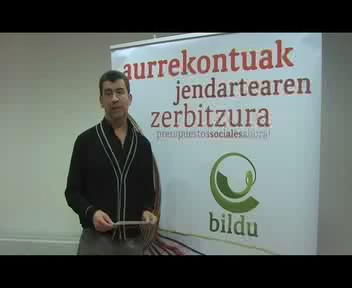 aurrekontuak
jendartearen
zerbitzura
presupuestossocialesahora!
bildu